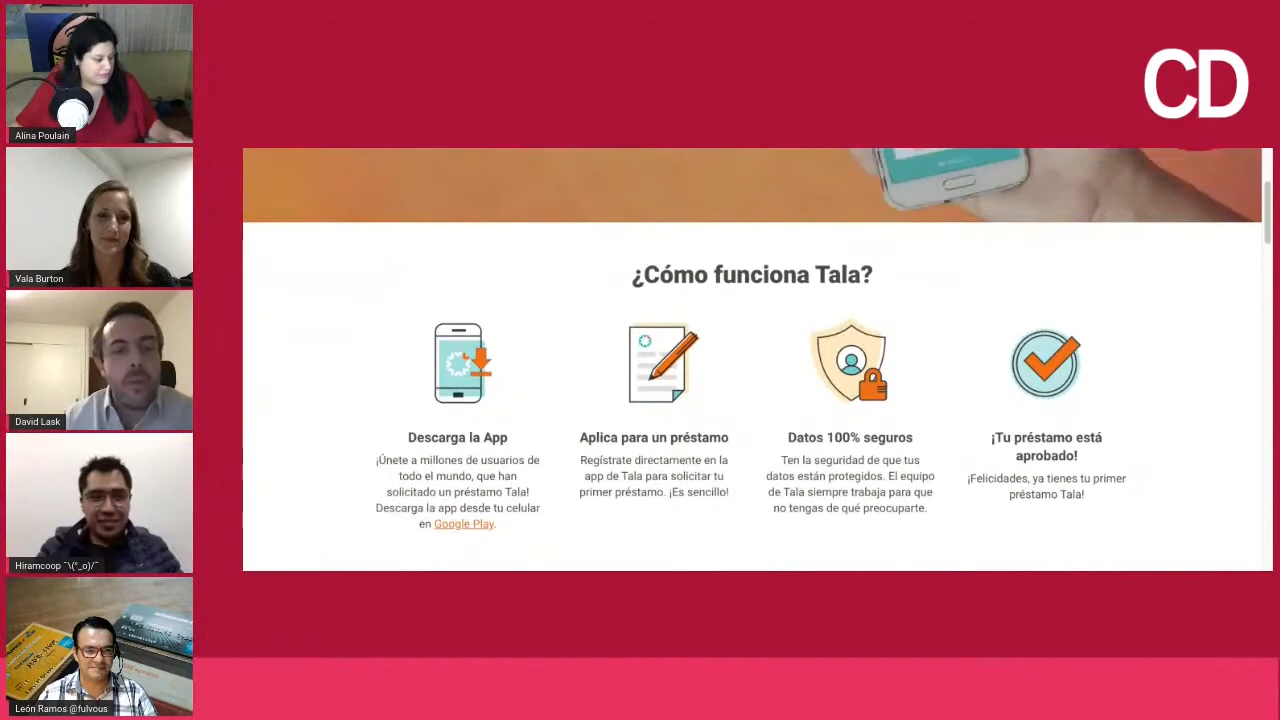 Alina Poulain
Vala Burton
David Lask
Hiramcoop ¯\(°_o)/¯
León Ramos @fulvous
CD
¿Cómo funciona Tala?
Descarga la App
¡Únete a millones de usuarios de
todo el mundo, que han
solicitado un préstamo Tala!
Descarga la app desde tu celular
en Google Play.
Aplica para un préstamo
Regístrate directamente en la
app de Tala para solicitar tu
primer préstamo. ¡Es sencillo!
Datos 100% seguros
Ten la seguridad de que tus
datos están protegidos. El equipo
de Tala siempre trabaja para que
no tengas de qué preocuparte.
¡Tu préstamo está
aprobado!
¡Felicidades, ya tienes tu primer
préstamo Tala!